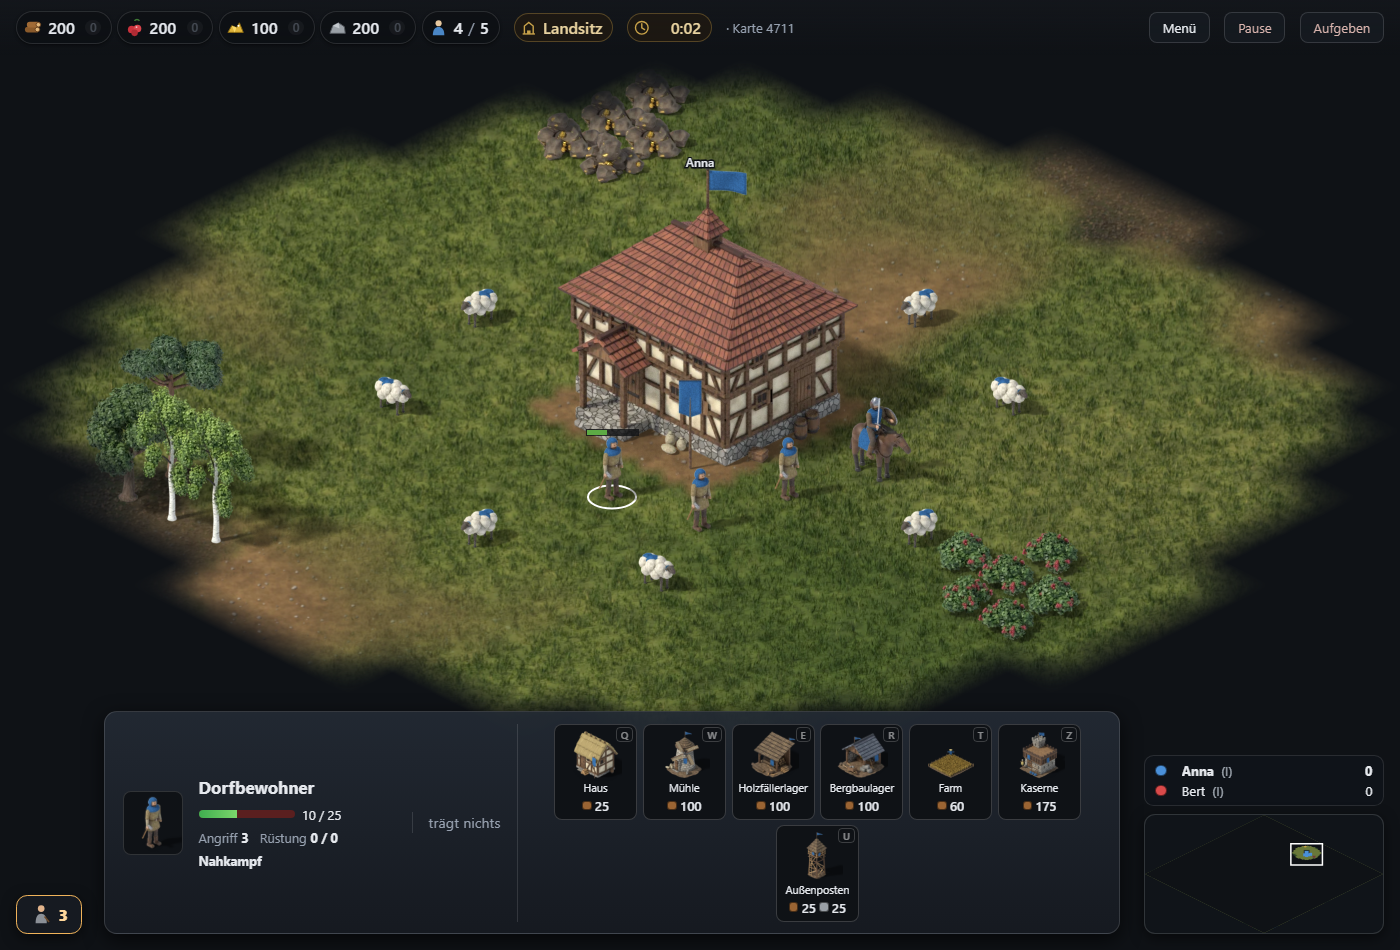 200 0 200 0 100 0 200 0 4 / 5 Landsitz 0:02 · Karte 4711 Menü Pause Aufgeben
Anna
Dorfbewohner
10 / 25
Angriff 3 Rüstung 0 / 0
Nahkampf
trägt nichts
Q W E R T Z
Haus Mühle Holzfällerlager Bergbaulager Farm Kaserne
25 100 100 100 60 175
U
Außenposten
25 25
Anna (I) 0
Bert (I) 0
3